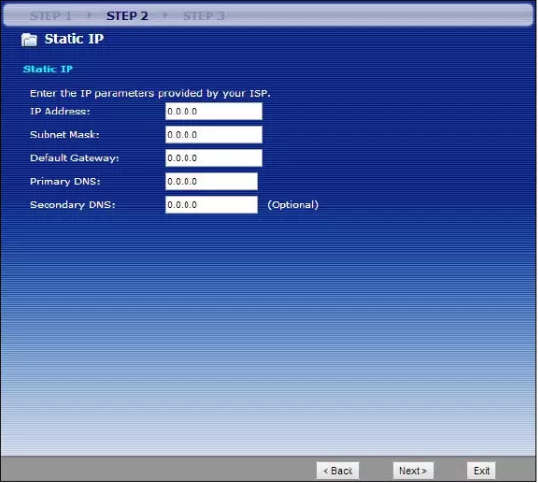 STEP 1 STEP 2 STEP 3
Static IP
Static IP
Enter the IP parameters provided by your ISP.
IP Address: 0.0.0.0
Subnet Mask: 0.0.0.0
Default Gateway: 0.0.0.0
Primary DNS: 0.0.0.0
Secondary DNS: 0.0.0.0 (Optional)
< Back Next > Exit